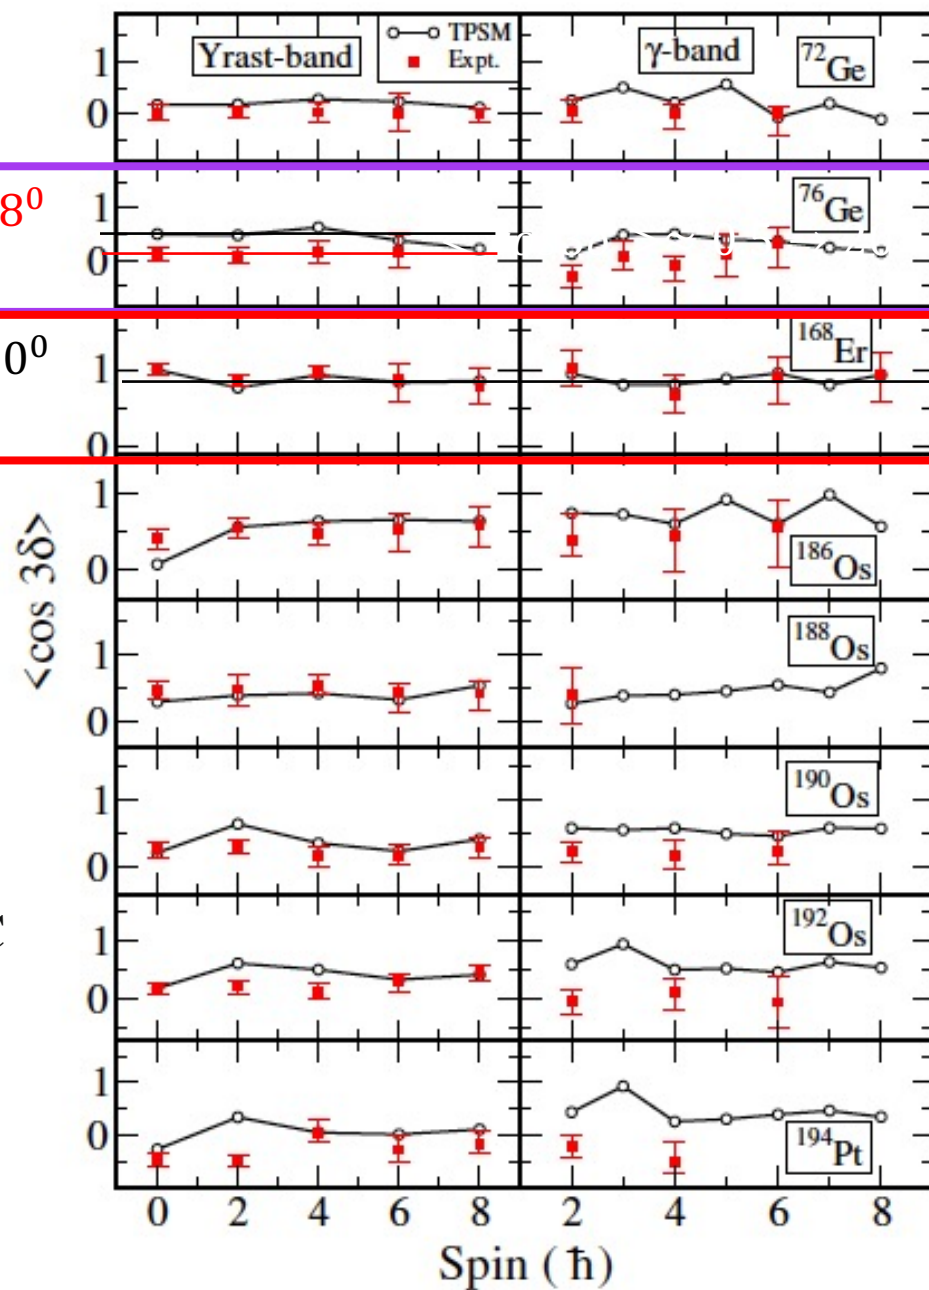 Yrast-band
TPSM
Expt.
γ-band
⁷²Ge
1
0
8⁰
⁷⁶Ge
1
0
0⁰
¹⁶⁸Er
1
0
¹⁸⁶Os
1
0
<cos 3δ>
¹⁸⁸Os
1
0
¹⁹⁰Os
1
0
¹⁹²Os
1
0
¹⁹⁴Pt
1
0
0 2 4 6 8 2 4 6 8
Spin (ħ)